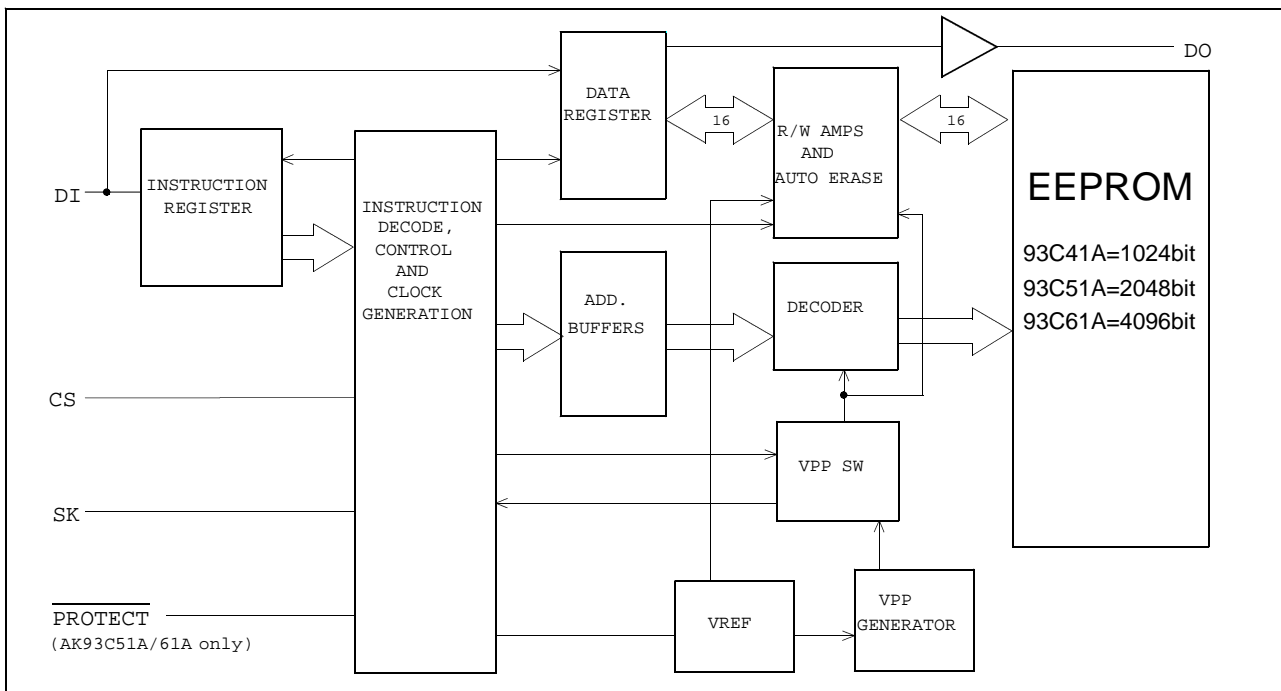 DO
DATA
REGISTER
16
R/W AMPS
AND
AUTO ERASE
16
DI
INSTRUCTION
REGISTER
INSTRUCTION
DECODE,
CONTROL
AND
CLOCK
GENERATION
EEPROM
93C41A=1024bit
93C51A=2048bit
93C61A=4096bit
ADD.
BUFFERS
DECODER
CS
VPP SW
SK
PROTECT
(AK93C51A/61A only)
VREF
VPP
GENERATOR